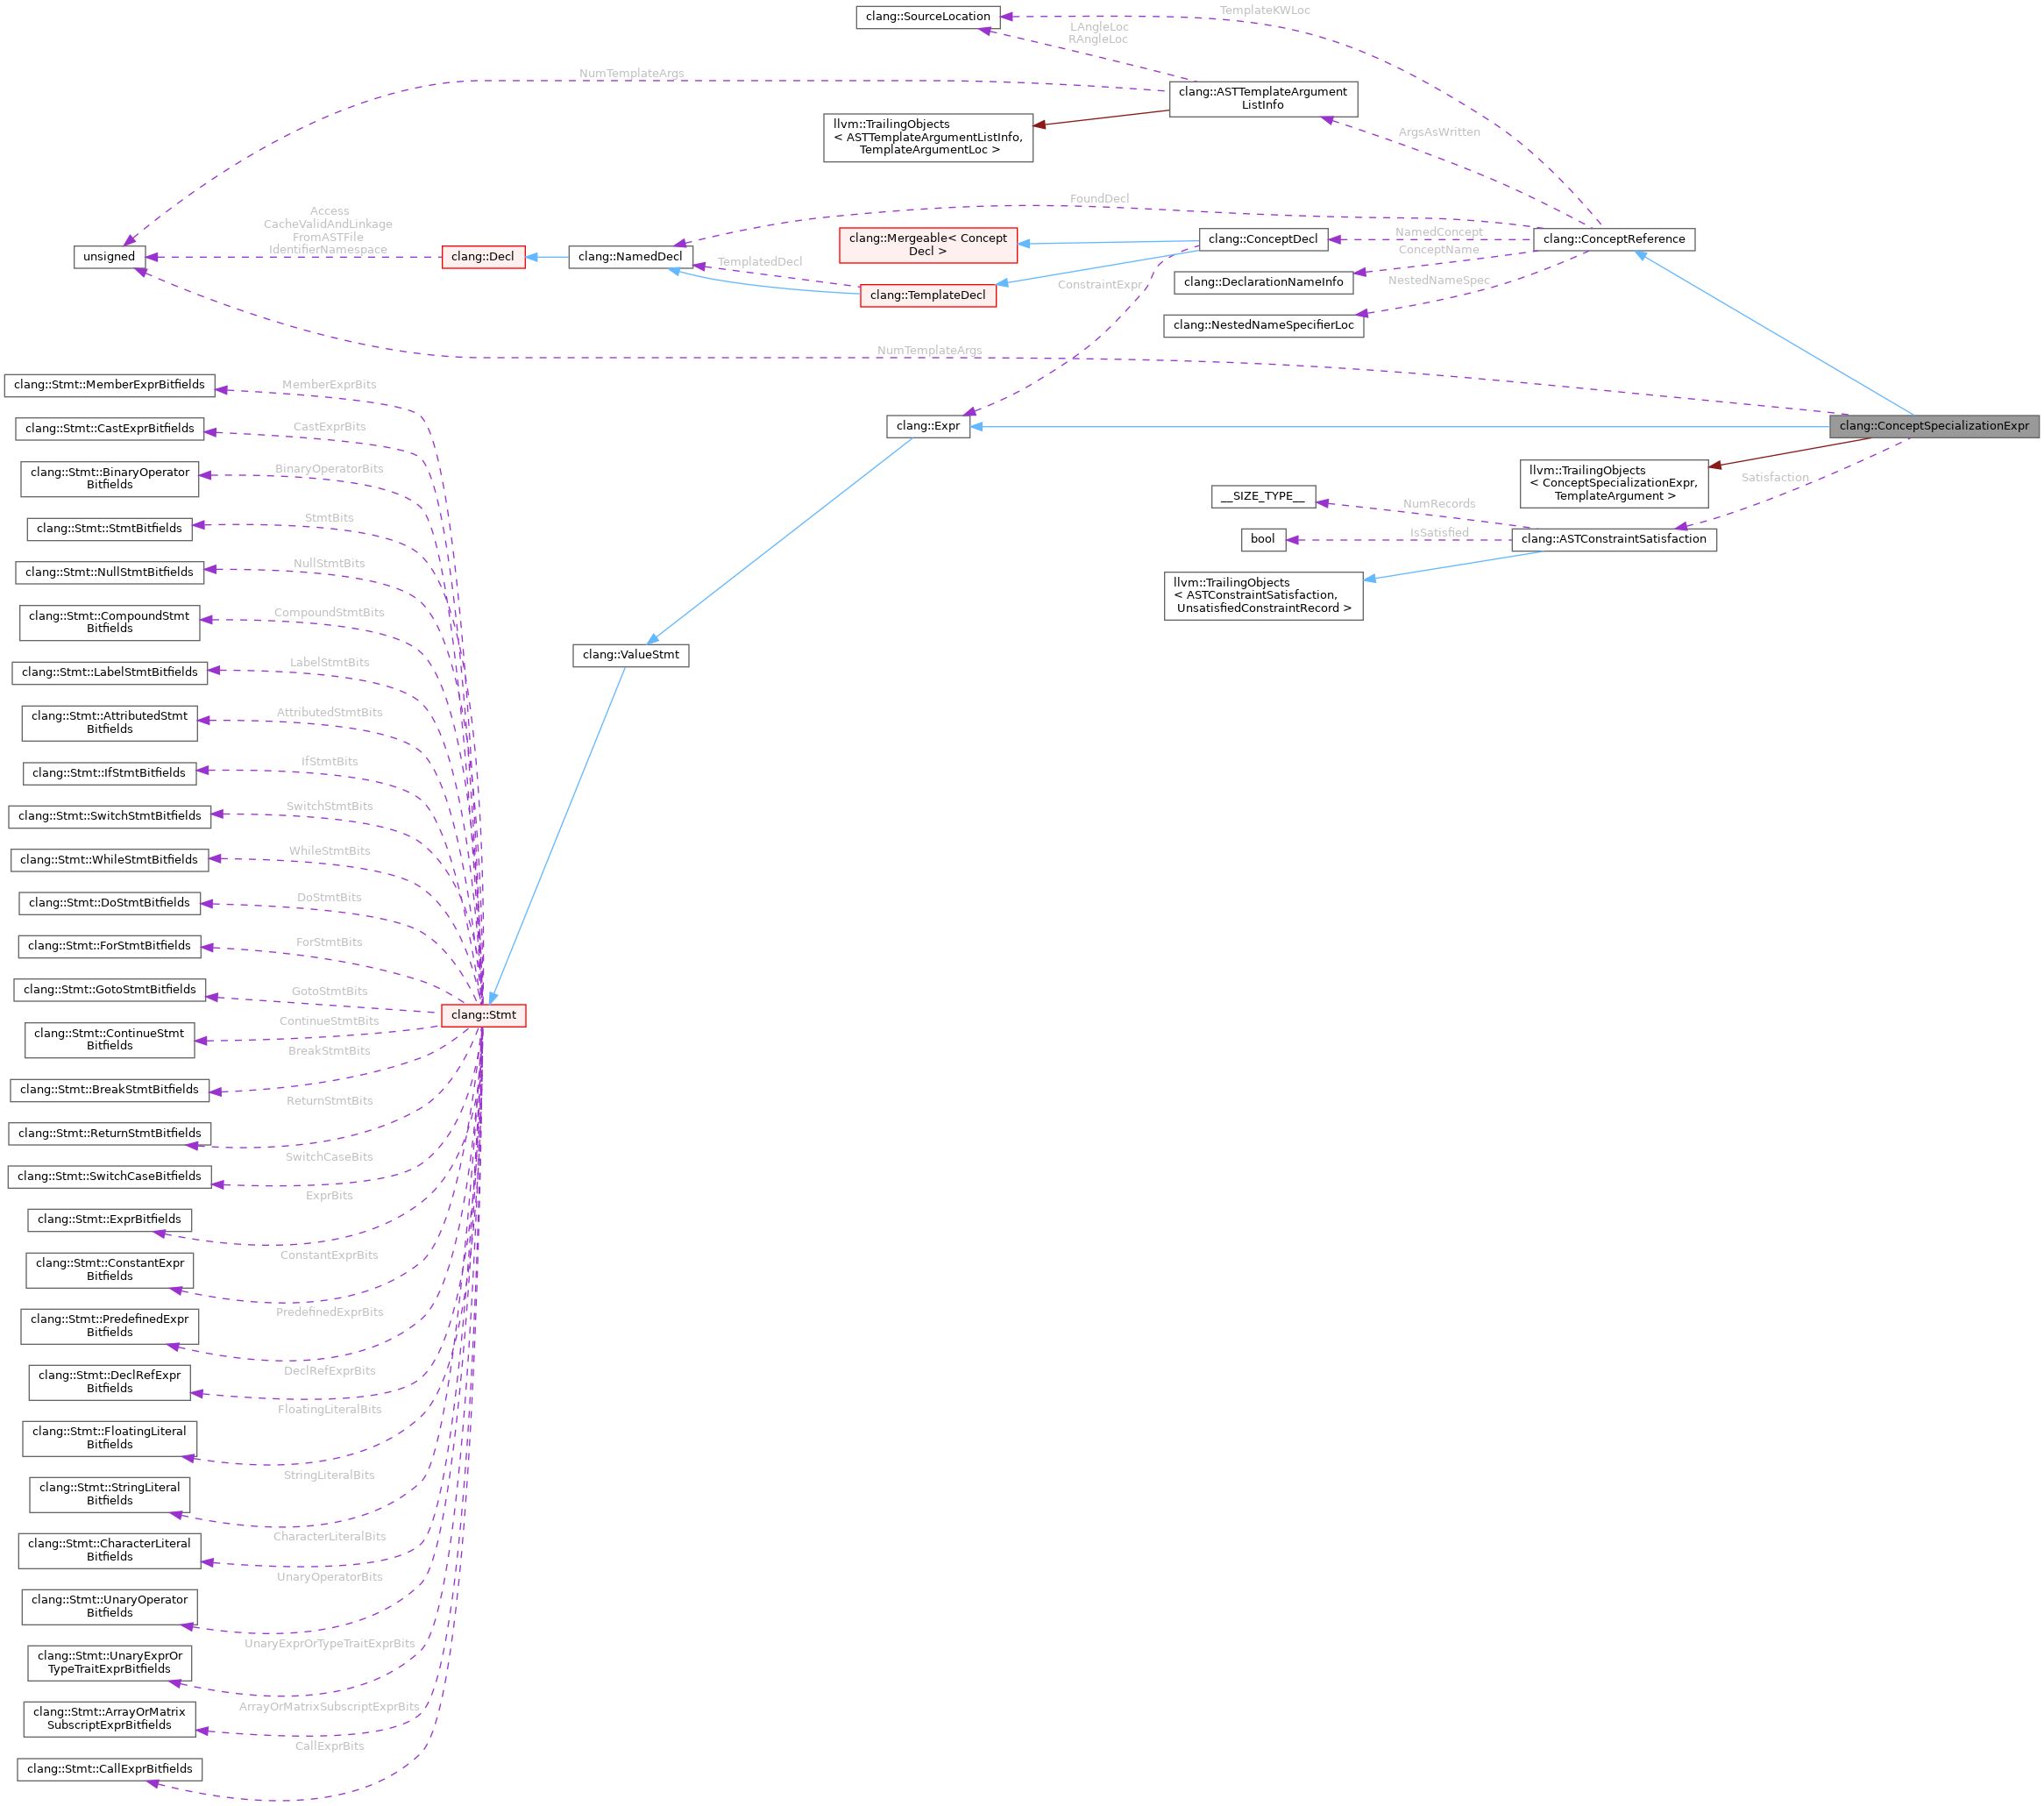 clang::SourceLocation
TemplateKWLoc
LAngleLoc
RAngleLoc
NumTemplateArgs
clang::ASTTemplateArgument
ListInfo
llvm::TrailingObjects
< ASTTemplateArgumentListInfo,
TemplateArgumentLoc >
ArgsAsWritten
FoundDecl
Access
CacheValidAndLinkage
FromASTFile
IdentifierNamespace
unsigned
clang::Decl
clang::NamedDecl
TemplatedDecl
clang::Mergeable< Concept
Decl >
clang::TemplateDecl
clang::ConceptDecl
ConstraintExpr
NamedConcept
ConceptName
NestedNameSpec
clang::ConceptReference
clang::DeclarationNameInfo
clang::NestedNameSpecifierLoc
NumTemplateArgs
clang::Expr
clang::ConceptSpecializationExpr
llvm::TrailingObjects
< ConceptSpecializationExpr,
TemplateArgument >
Satisfaction
__SIZE_TYPE__
NumRecords
bool
IsSatisfied
clang::ASTConstraintSatisfaction
llvm::TrailingObjects
< ASTConstraintSatisfaction,
UnsatisfiedConstraintRecord >
clang::ValueStmt
clang::Stmt
clang::Stmt::MemberExprBitfields
MemberExprBits
clang::Stmt::CastExprBitfields
CastExprBits
clang::Stmt::BinaryOperator
Bitfields
BinaryOperatorBits
clang::Stmt::StmtBitfields
StmtBits
clang::Stmt::NullStmtBitfields
NullStmtBits
clang::Stmt::CompoundStmt
Bitfields
CompoundStmtBits
clang::Stmt::LabelStmtBitfields
LabelStmtBits
clang::Stmt::AttributedStmt
Bitfields
AttributedStmtBits
clang::Stmt::IfStmtBitfields
IfStmtBits
clang::Stmt::SwitchStmtBitfields
SwitchStmtBits
clang::Stmt::WhileStmtBitfields
WhileStmtBits
clang::Stmt::DoStmtBitfields
DoStmtBits
clang::Stmt::ForStmtBitfields
ForStmtBits
clang::Stmt::GotoStmtBitfields
GotoStmtBits
clang::Stmt::ContinueStmt
Bitfields
ContinueStmtBits
clang::Stmt::BreakStmtBitfields
BreakStmtBits
clang::Stmt::ReturnStmtBitfields
ReturnStmtBits
clang::Stmt::SwitchCaseBitfields
SwitchCaseBits
clang::Stmt::ExprBitfields
ExprBits
clang::Stmt::ConstantExpr
Bitfields
ConstantExprBits
clang::Stmt::PredefinedExpr
Bitfields
PredefinedExprBits
clang::Stmt::DeclRefExpr
Bitfields
DeclRefExprBits
clang::Stmt::FloatingLiteral
Bitfields
FloatingLiteralBits
clang::Stmt::StringLiteral
Bitfields
StringLiteralBits
clang::Stmt::CharacterLiteral
Bitfields
CharacterLiteralBits
clang::Stmt::UnaryOperator
Bitfields
UnaryOperatorBits
clang::Stmt::UnaryExprOr
TypeTraitExprBitfields
UnaryExprOrTypeTraitExprBits
clang::Stmt::ArrayOrMatrix
SubscriptExprBitfields
ArrayOrMatrixSubscriptExprBits
clang::Stmt::CallExprBitfields
CallExprBits